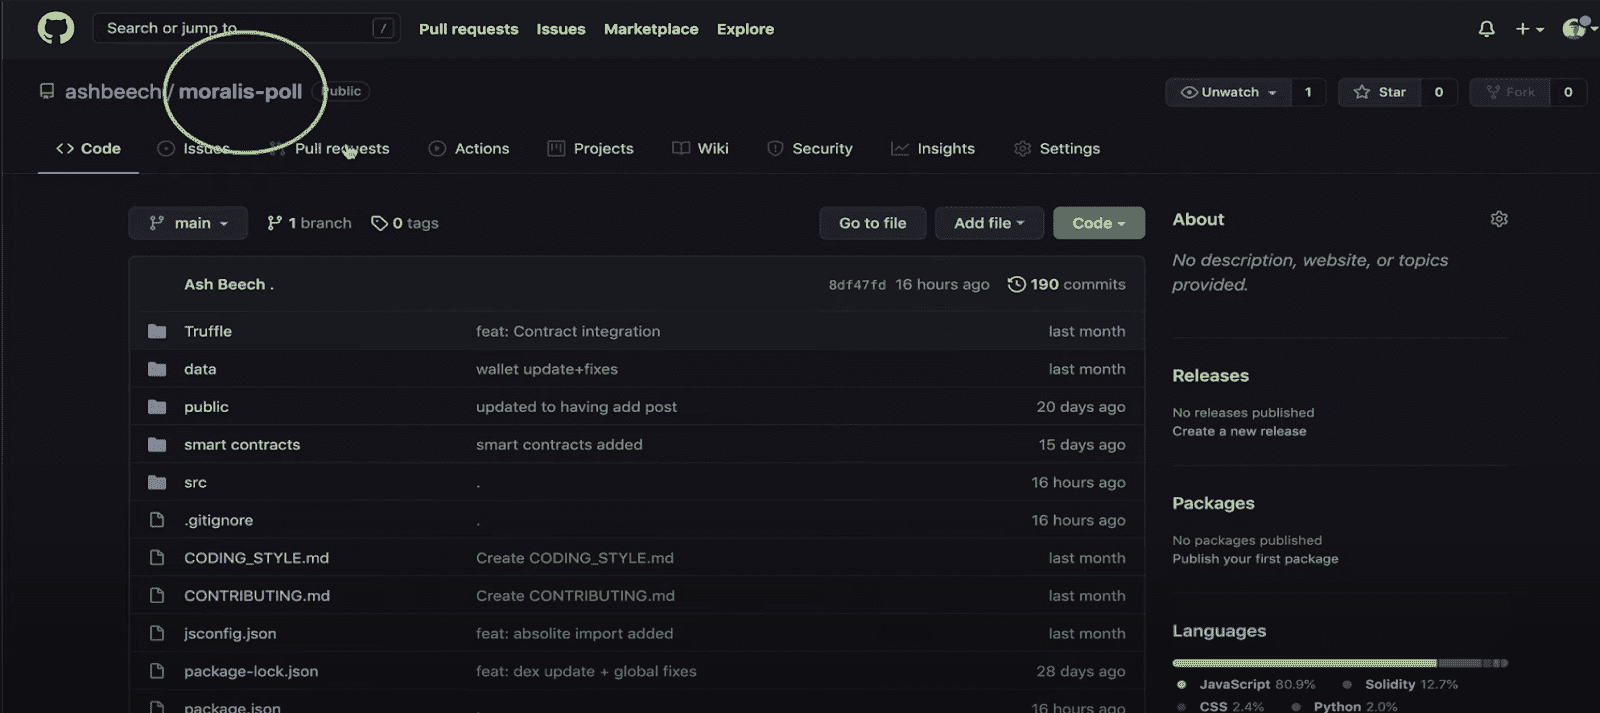 Search or jump to / Pull requests Issues Marketplace Explore
ashbeech / moralis-poll Public Unwatch 1 Star 0 Fork 0
<> Code Issues Pull requests Actions Projects Wiki Security Insights Settings
main 1 branch 0 tags Go to file Add file Code About
No description, website, or topics
provided.
Ash Beech . 8df47fd 16 hours ago 190 commits
Truffle feat: Contract integration last month
data wallet update+fixes last month
public updated to having add post 20 days ago
smart contracts smart contracts added 15 days ago
src . 16 hours ago
.gitignore . 16 hours ago
CODING_STYLE.md Create CODING_STYLE.md last month
CONTRIBUTING.md Create CONTRIBUTING.md last month
jsconfig.json feat: absolite import added last month
package-lock.json feat: dex update + global fixes 28 days ago
package.json 16 hours ago
Releases
No releases published
Create a new release
Packages
No packages published
Publish your first package
Languages
JavaScript 80.9% Solidity 12.7%
CSS 2.4% Python 2.0%